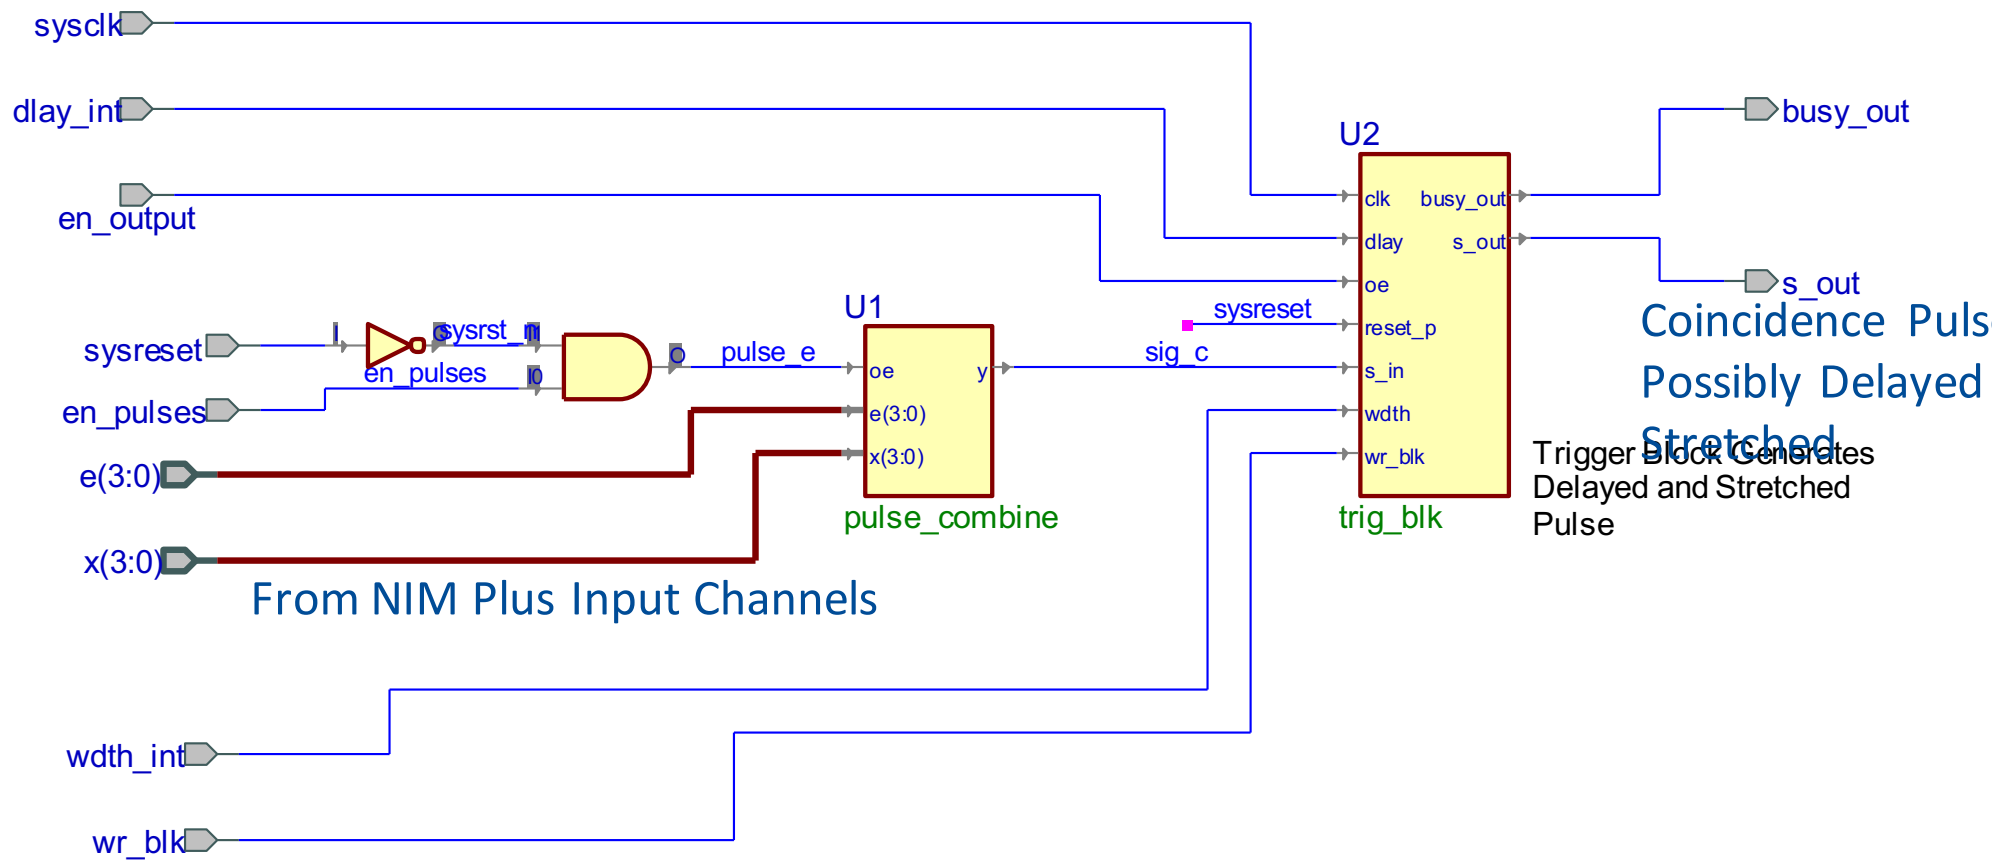 sysclk
dlay_int
en_output
sysreset
en_pulses
e(3:0)
x(3:0)
From NIM Plus Input Channels
wdth_int
wr_blk
I
O
sysrst_n
en_pulses
I0
O
pulse_e
U1
oe
e(3:0)
x(3:0)
y
pulse_combine
sig_c
sysreset
U2
clk
dlay
oe
reset_p
s_in
wdth
wr_blk
busy_out
s_out
trig_blk
busy_out
s_out
Coincidence Puls
Possibly Delayed
Stretched
Trigger Block Generates
Delayed and Stretched
Pulse